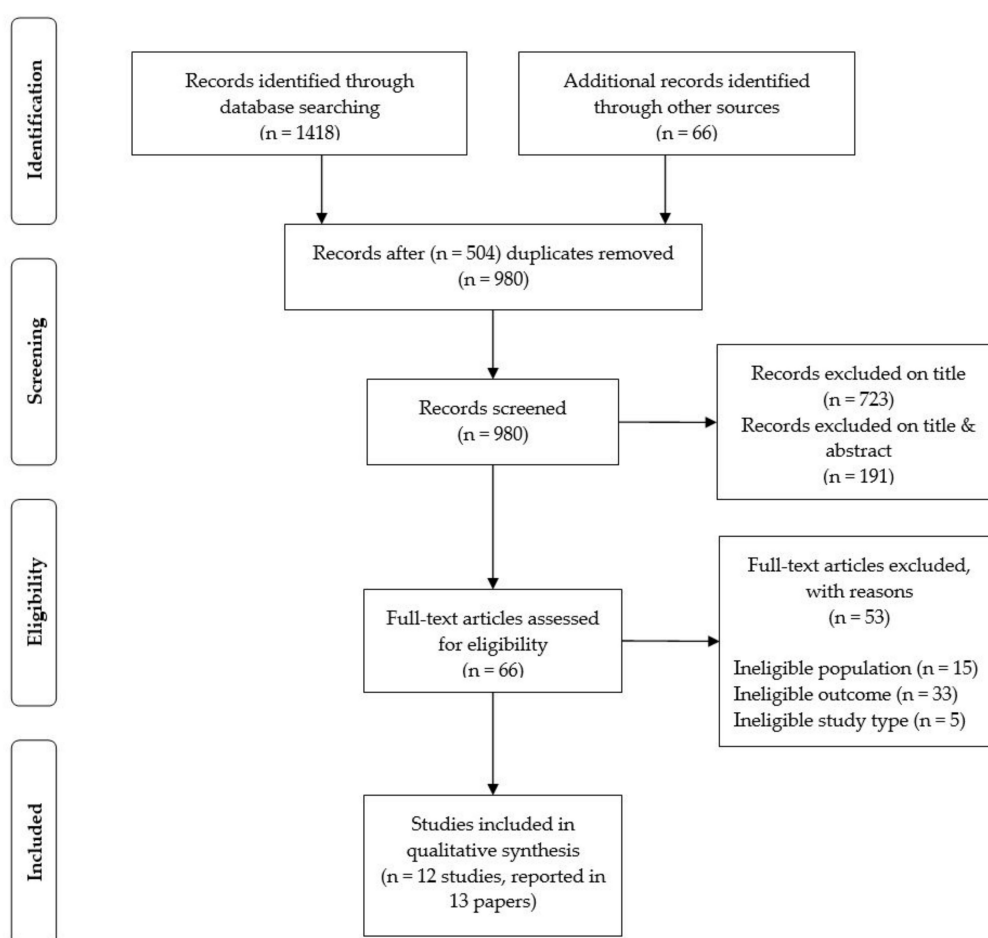 Identification
Records identified through
database searching
(n = 1418)
Additional records identified
through other sources
(n = 66)
Records after (n = 504) duplicates removed
(n = 980)
Screening
Records screened
(n = 980)
Records excluded on title
(n = 723)
Records excluded on title &
abstract
(n = 191)
Eligibility
Full-text articles assessed
for eligibility
(n = 66)
Full-text articles excluded,
with reasons
(n = 53)
Ineligible population (n = 15)
Ineligible outcome (n = 33)
Ineligible study type (n = 5)
Included
Studies included in
qualitative synthesis
(n = 12 studies, reported in
13 papers)